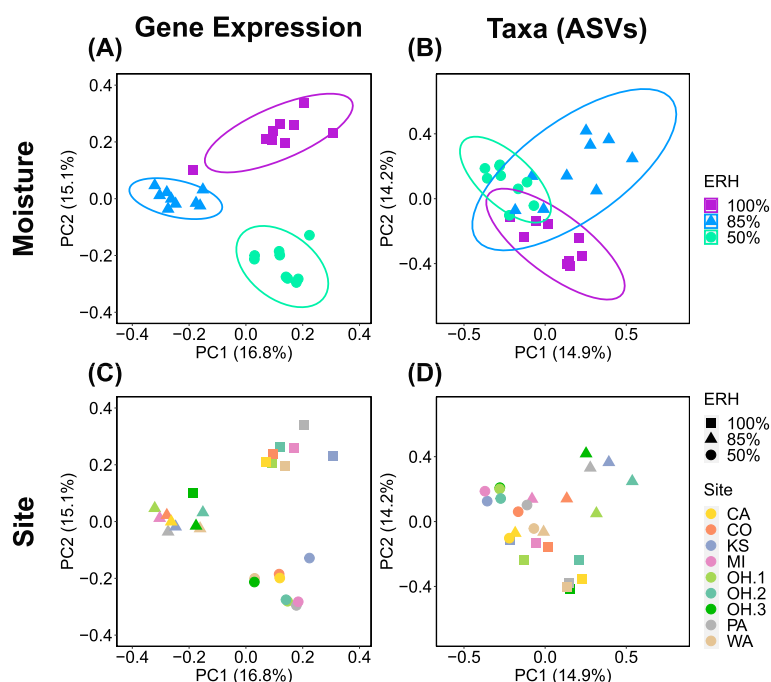 Gene Expression
Taxa (ASVs)
(A)
(B)
Moisture
PC2 (15.1%)
0.4
0.2
0.0
−0.2
−0.4
−0.4
−0.2
0.0
0.2
0.4
PC1 (16.8%)
PC2 (14.2%)
0.4
0.0
−0.4
−0.5
0.0
0.5
PC1 (14.9%)
ERH
100%
85%
50%
(C)
(D)
Site
PC2 (15.1%)
0.4
0.2
0.0
−0.2
−0.4
−0.4
−0.2
0.0
0.2
0.4
PC1 (16.8%)
PC2 (14.2%)
0.4
0.0
−0.4
−0.5
0.0
0.5
PC1 (14.9%)
ERH
100%
85%
50%
Site
CA
CO
KS
MI
OH.1
OH.2
OH.3
PA
WA